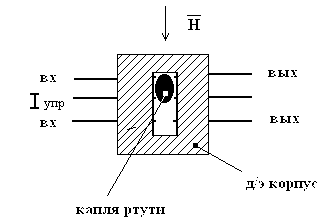 H
вх
вых
I упр
вх
вых
д/э корпус
капля ртути